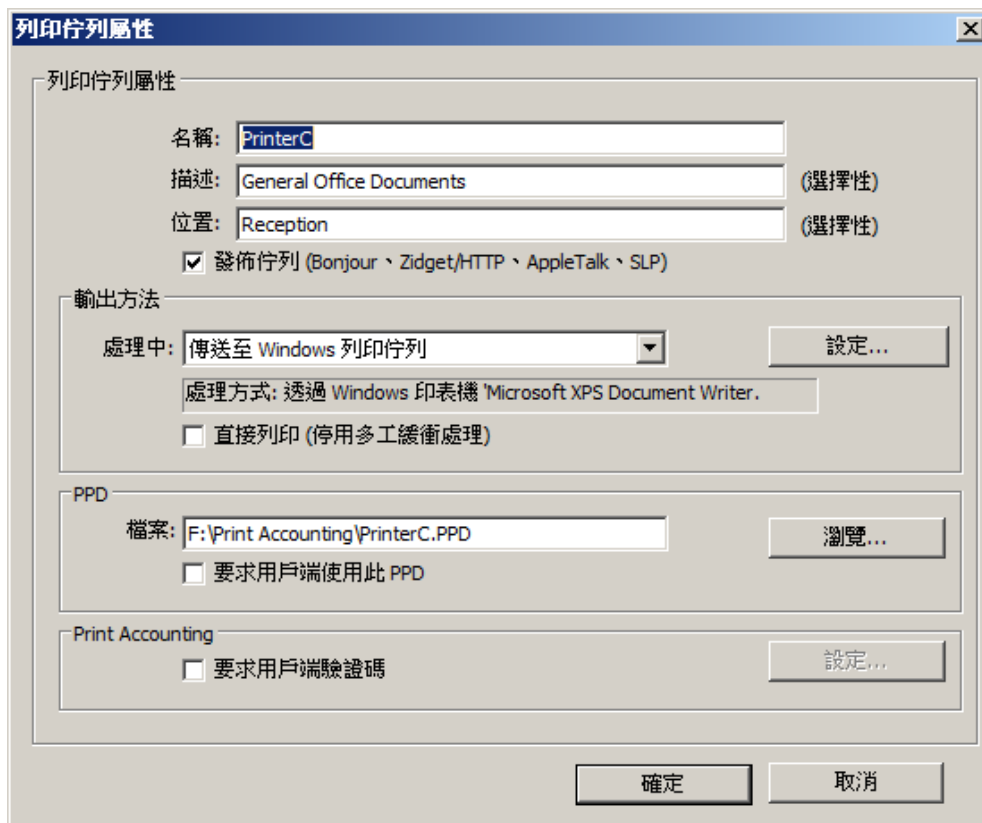 列印佇列屬性
列印佇列屬性
名稱: PrinterC
描述: General Office Documents (選擇性)
位置: Reception (選擇性)
發佈佇列 (Bonjour、Zidget/HTTP、AppleTalk、SLP)
輸出方法
處理中: 傳送至 Windows 列印佇列 設定...
處理方式: 透過 Windows 印表機 'Microsoft XPS Document Writer.
直接列印 (停用多工緩衝處理)
PPD
檔案: F:\Print Accounting\PrinterC.PPD 瀏覽...
要求用戶端使用此 PPD
Print Accounting
要求用戶端驗證碼 設定...
確定 取消